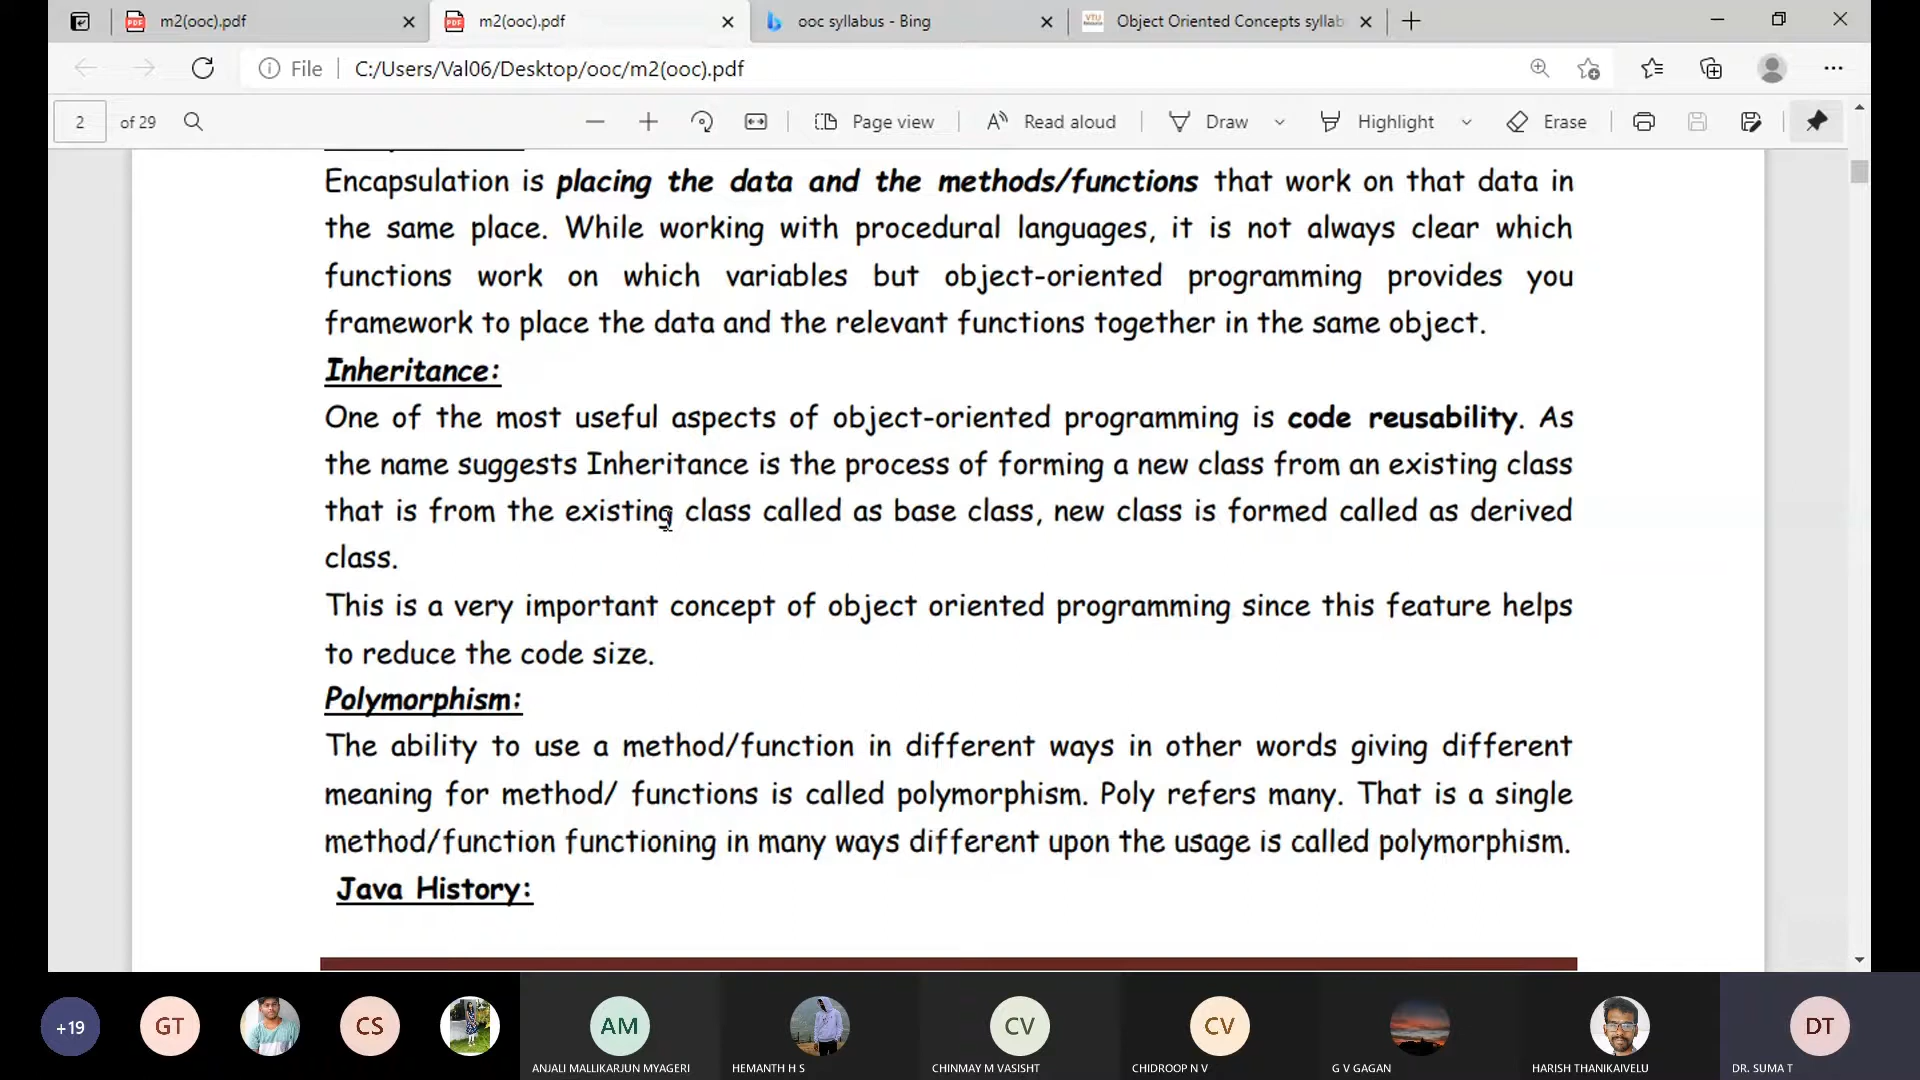 m2(ooc).pdf
m2(ooc).pdf
ooc syllabus - Bing
Object Oriented Concepts syllab
File
C:/Users/Val06/Desktop/ooc/m2(ooc).pdf
2 of 29
Page view
Read aloud
Draw
Highlight
Erase
Encapsulation is placing the data and the methods/functions that work on that data in
the same place. While working with procedural languages, it is not always clear which
functions work on which variables but object-oriented programming provides you
framework to place the data and the relevant functions together in the same object.
Inheritance:
One of the most useful aspects of object-oriented programming is code reusability. As
the name suggests Inheritance is the process of forming a new class from an existing class
that is from the existing class called as base class, new class is formed called as derived
class.
This is a very important concept of object oriented programming since this feature helps
to reduce the code size.
Polymorphism:
The ability to use a method/function in different ways in other words giving different
meaning for method/ functions is called polymorphism. Poly refers many. That is a single
method/function functioning in many ways different upon the usage is called polymorphism.
Java History:
+19
GT
CS
AM
CV
CV
DT
ANJALI MALLIKARJUN MYAGERI
HEMANTH H S
CHINMAY M VASISHT
CHIDROOP N V
G V GAGAN
HARISH THANIKAIVELU
DR. SUMA T